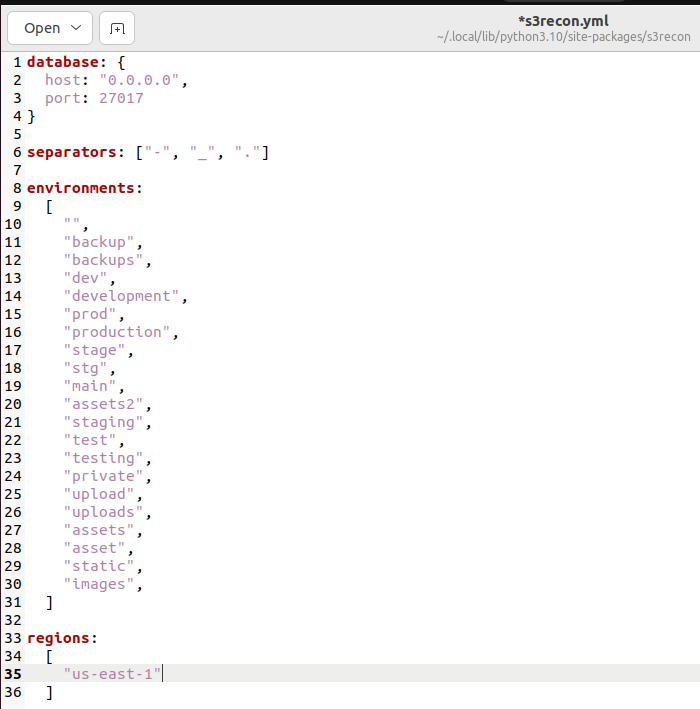 Open
*s3recon.yml
~/.local/lib/python3.10/site-packages/s3recon
1 database: {
2   host: "0.0.0.0",
3   port: 27017
4 }
5
6 separators: ["-", "_", "."]
7
8 environments:
9   [
10     "",
11     "backup",
12     "backups",
13     "dev",
14     "development",
15     "prod",
16     "production",
17     "stage",
18     "stg",
19     "main",
20     "assets2",
21     "staging",
22     "test",
23     "testing",
24     "private",
25     "upload",
26     "uploads",
27     "assets",
28     "asset",
29     "static",
30     "images",
31   ]
32
33 regions:
34   [
35     "us-east-1"
36   ]